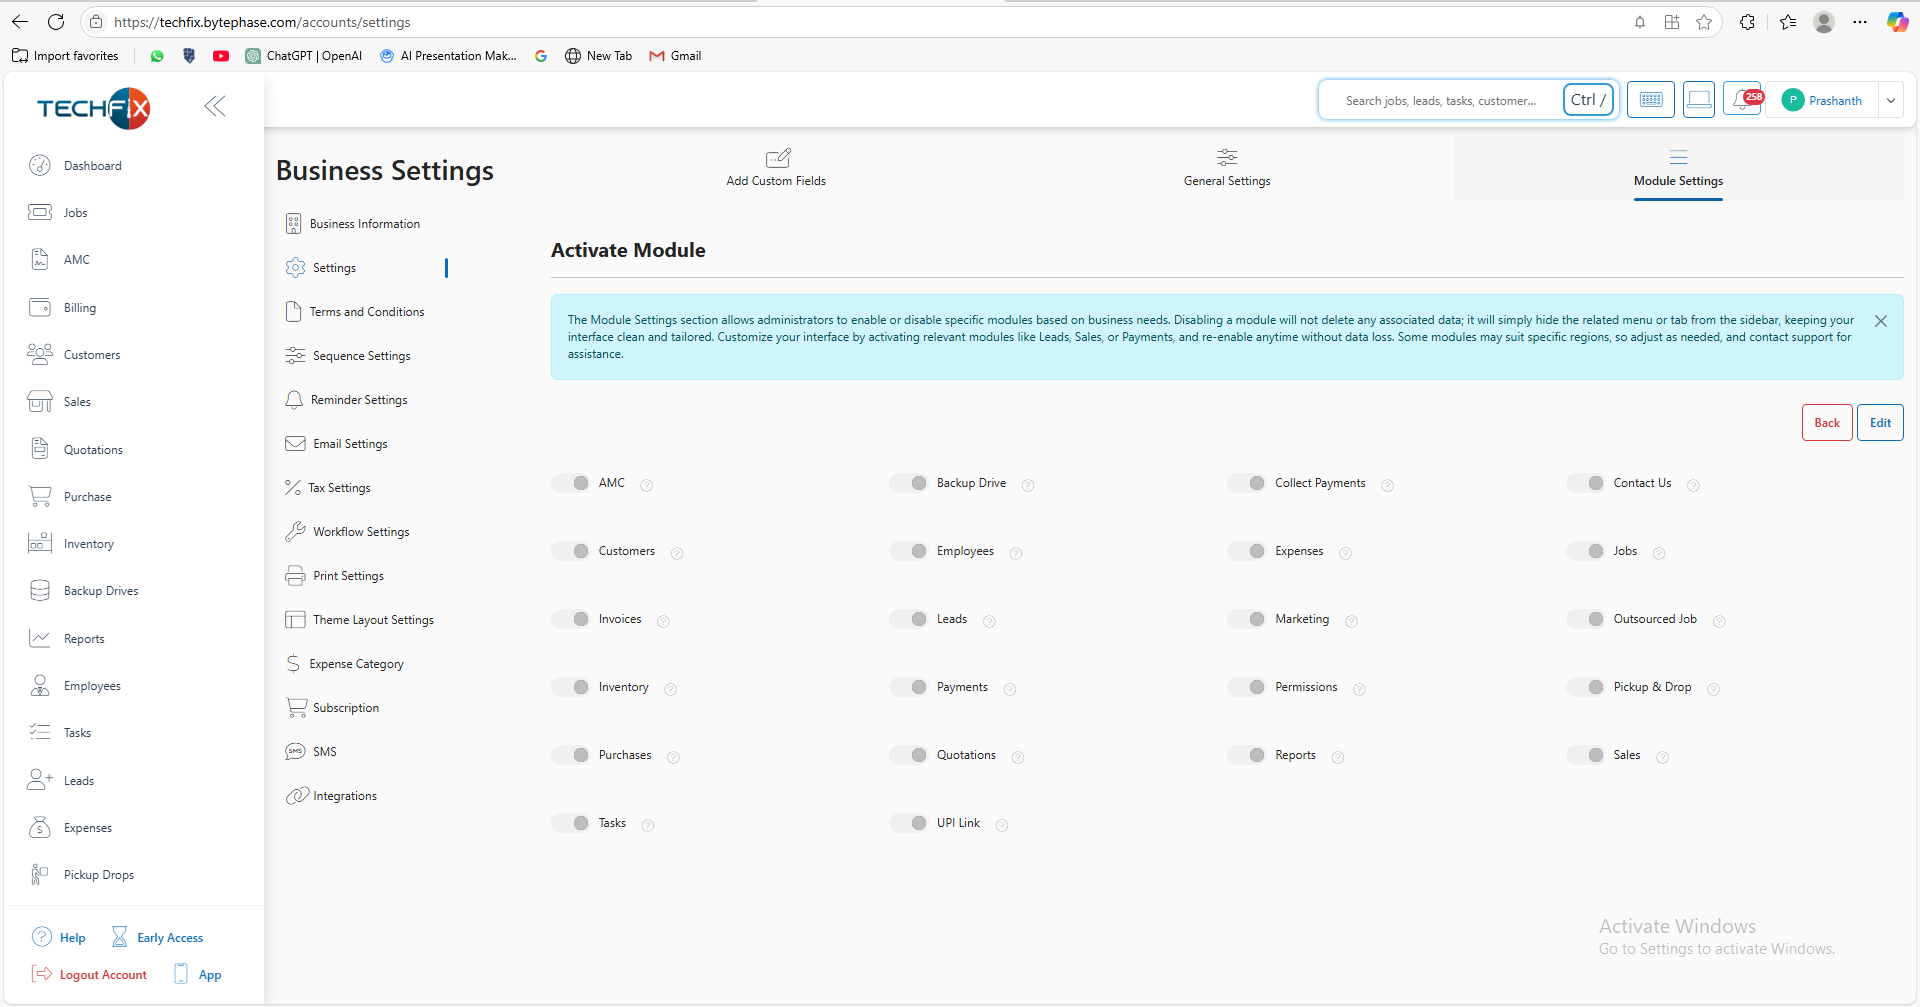 https://techfix.bytephase.com/accounts/settings
Import favorites
ChatGPT | OpenAI
AI Presentation Mak...
New Tab
Gmail
TECHFIX
Search jobs, leads, tasks, customer...
Ctrl /
258
P
Prashanth
Dashboard
Jobs
AMC
Billing
Customers
Sales
Quotations
Purchase
Inventory
Backup Drives
Reports
Employees
Tasks
Leads
Expenses
Pickup Drops
Help
Early Access
Logout Account
App
Business Settings
Business Information
Settings
Terms and Conditions
Sequence Settings
Reminder Settings
Email Settings
Tax Settings
Workflow Settings
Print Settings
Theme Layout Settings
Expense Category
Subscription
SMS
SMS
Integrations
Add Custom Fields
General Settings
Module Settings
Activate Module
The Module Settings section allows administrators to enable or disable specific modules based on business needs. Disabling a module will not delete any associated data; it will simply hide the related menu or tab from the sidebar, keeping your
interface clean and tailored. Customize your interface by activating relevant modules like Leads, Sales, or Payments, and re-enable anytime without data loss. Some modules may suit specific regions, so adjust as needed, and contact support for
assistance.
Back
Edit
AMC
Backup Drive
Collect Payments
Contact Us
Customers
Employees
Expenses
Jobs
Invoices
Leads
Marketing
Outsourced Job
Inventory
Payments
Permissions
Pickup & Drop
Purchases
Quotations
Reports
Sales
Tasks
UPI Link
Activate Windows
Go to Settings to activate Windows.